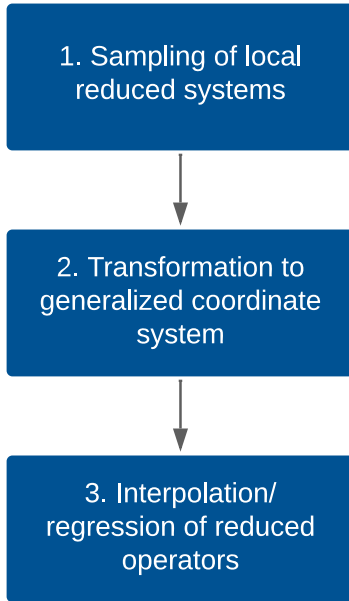 1. Sampling of local
reduced systems
2. Transformation to
generalized coordinate
system
3. Interpolation/
regression of reduced
operators